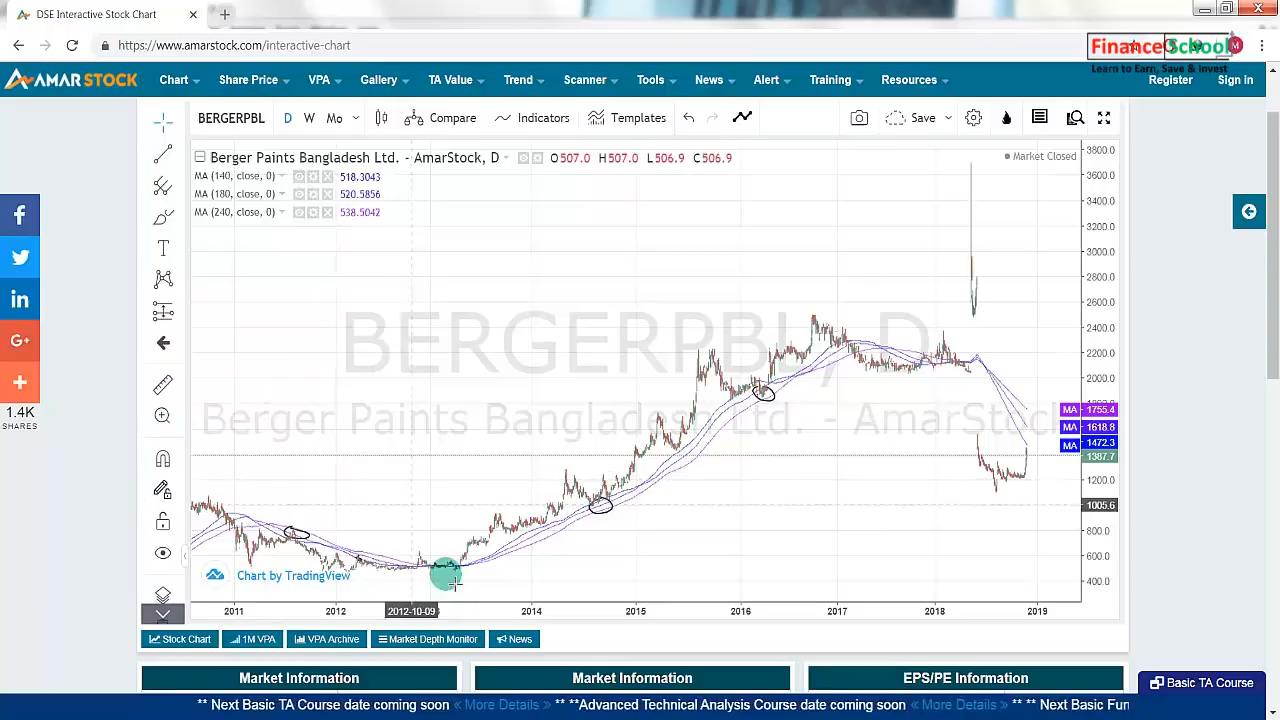 DSE Interactive Stock Chart
https://www.amarstock.com/interactive-chart
Finance School
Learn to Earn, Save & Invest
AMAR STOCK
Chart Share Price VPA Gallery TA Value Trend Scanner Tools News Alert Training Resources Register Sign In
BERGERPBL D W Mo Compare Indicators Templates Save
Berger Paints Bangladesh Ltd. - AmarStock, D O507.0 H507.0 L506.9 C506.9
Market Closed
MA (140, close, 0) 518.3043
MA (180, close, 0) 520.5856
MA (240, close, 0) 538.5042
BERGERPBL, D
Berger Paints Bangladesh Ltd. - AmarStock
3800.0
3600.0
3400.0
3200.0
3000.0
2800.0
2600.0
2400.0
2200.0
2000.0
MA 1755.4
MA 1618.8
MA 1472.3
1387.7
1200.0
1005.6
800.0
600.0
400.0
1.4K
SHARES
Chart by TradingView
2011 2012 2012-10-09 2014 2015 2016 2017 2018 2019
Stock Chart 1M VPA VPA Archive Market Depth Monitor News
Market Information Market Information EPS/PE Information
Basic TA Course
** Next Basic TA Course date coming soon « More Details » ** **Advanced Technical Analysis Course date coming soon « More Details » ** ** Next Basic Fun